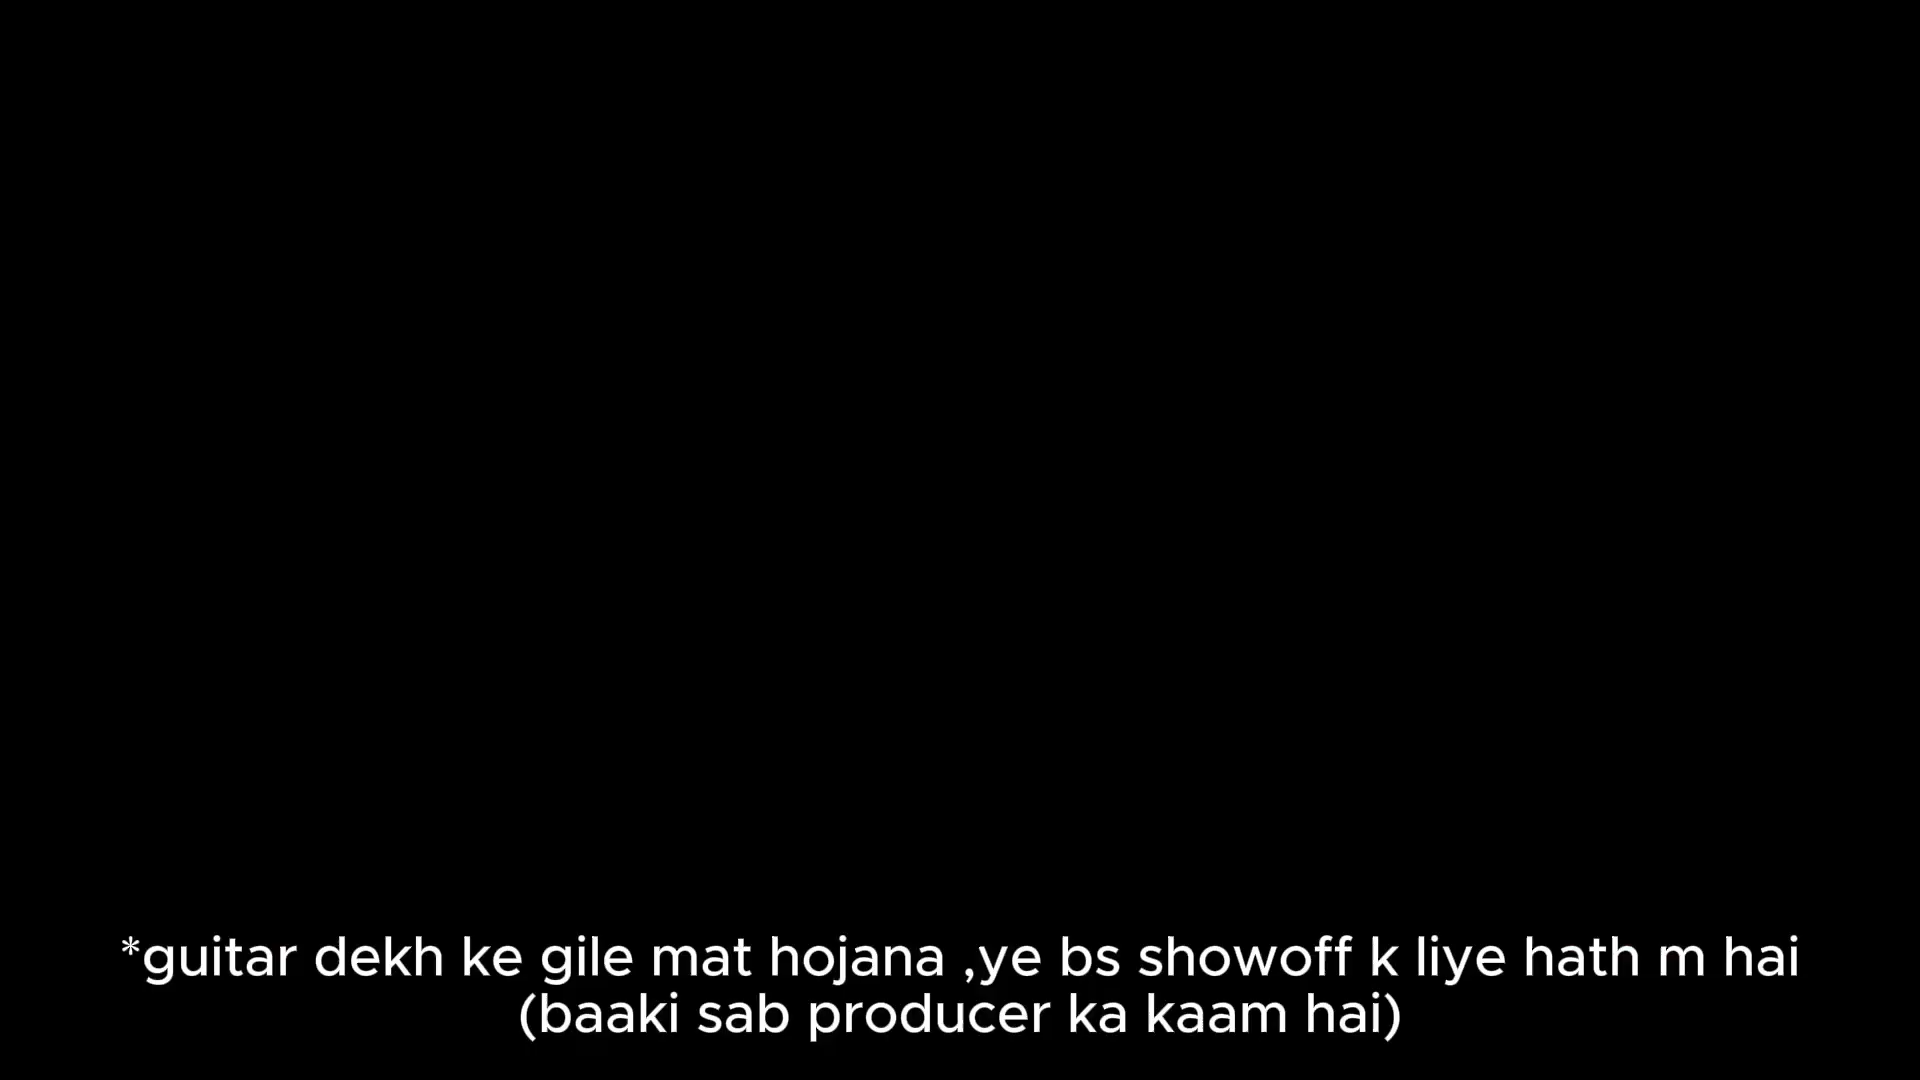 *guitar dekh ke gile mat hojana ,ye bs showoff k liye hath m hai
(baaki sab producer ka kaam hai)